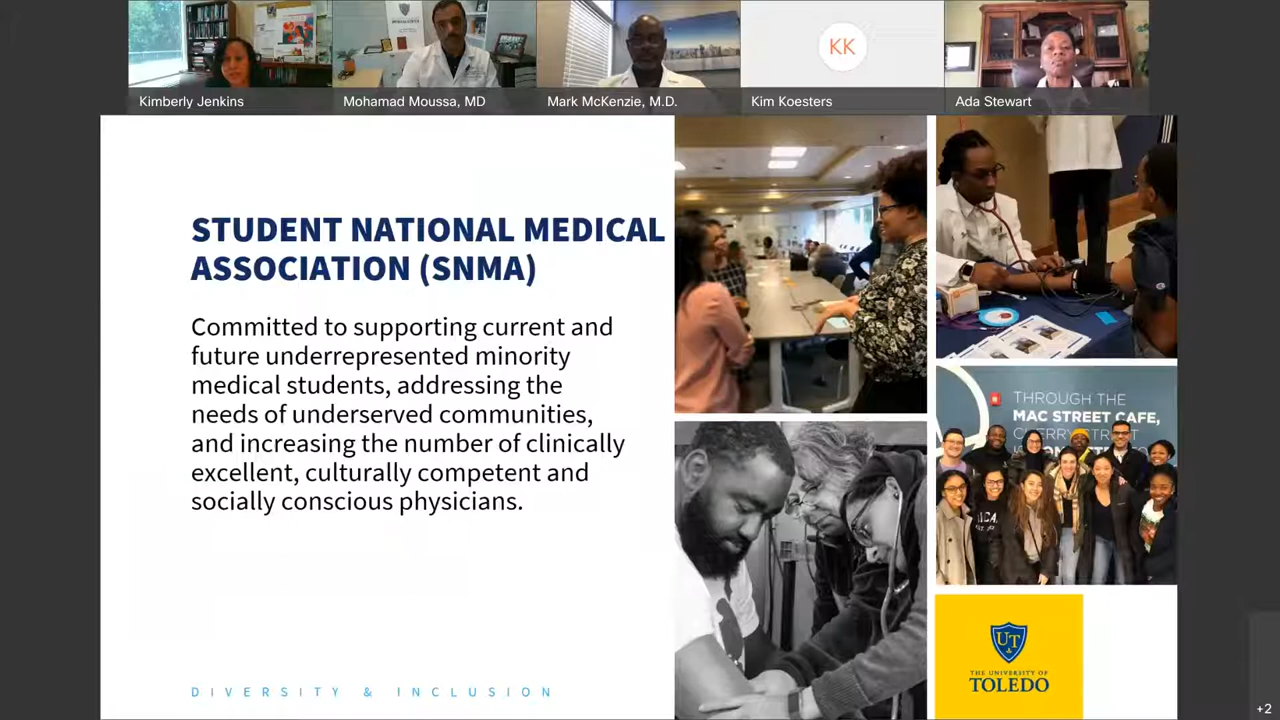 Kimberly Jenkins
Mohamad Moussa, MD
Mark McKenzie, M.D.
KK
Kim Koesters
Ada Stewart
STUDENT NATIONAL MEDICAL
ASSOCIATION (SNMA)
Committed to supporting current and
future underrepresented minority
medical students, addressing the
needs of underserved communities,
and increasing the number of clinically
excellent, culturally competent and
socially conscious physicians.
DIVERSITY & INCLUSION
THROUGH THE
MAC STREET CAFE,
CHERRY STREET
UT
THE UNIVERSITY OF
TOLEDO
+2